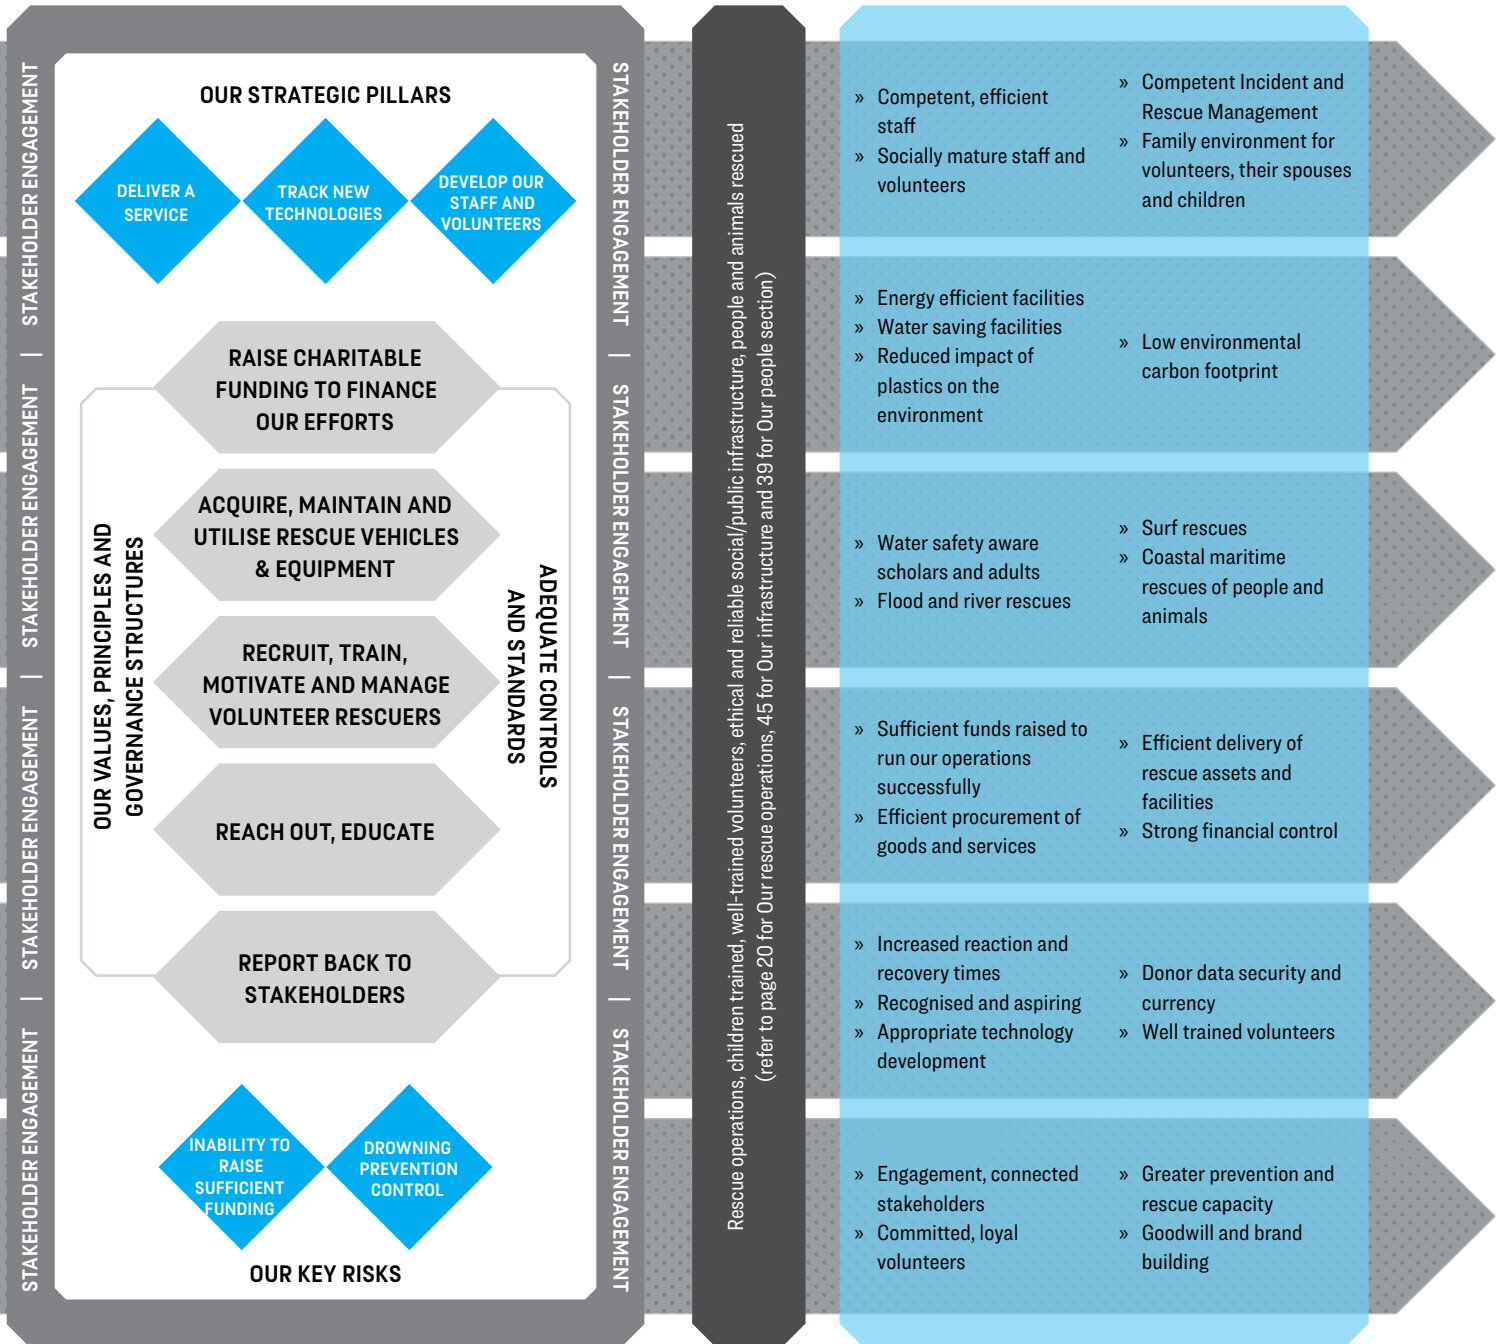 STAKEHOLDER ENGAGEMENT | STAKEHOLDER ENGAGEMENT | STAKEHOLDER ENGAGEMENT | STAKEHOLDER ENGAGEMENT
OUR STRATEGIC PILLARS
DELIVER A
SERVICE
TRACK NEW
TECHNOLOGIES
DEVELOP OUR
STAFF AND
VOLUNTEERS
OUR VALUES, PRINCIPLES AND
GOVERNANCE STRUCTURES
RAISE CHARITABLE
FUNDING TO FINANCE
OUR EFFORTS
ACQUIRE, MAINTAIN AND
UTILISE RESCUE VEHICLES
& EQUIPMENT
RECRUIT, TRAIN,
MOTIVATE AND MANAGE
VOLUNTEER RESCUERS
REACH OUT, EDUCATE
REPORT BACK TO
STAKEHOLDERS
ADEQUATE CONTROLS
AND STANDARDS
INABILITY TO
RAISE
SUFFICIENT
FUNDING
DROWNING
PREVENTION
CONTROL
OUR KEY RISKS
STAKEHOLDER ENGAGEMENT | STAKEHOLDER ENGAGEMENT | STAKEHOLDER ENGAGEMENT | STAKEHOLDER ENGAGEMENT
Rescue operations, children trained, well-trained volunteers, ethical and reliable social/public infrastructure, people and animals rescued
(refer to page 20 for Our rescue operations, 45 for Our infrastructure and 39 for Our people section)
» Competent, efficient
staff
» Socially mature staff and
volunteers
» Competent Incident and
Rescue Management
» Family environment for
volunteers, their spouses
and children
» Energy efficient facilities
» Water saving facilities
» Reduced impact of
plastics on the
environment
» Low environmental
carbon footprint
» Water safety aware
scholars and adults
» Flood and river rescues
» Surf rescues
» Coastal maritime
rescues of people and
animals
» Sufficient funds raised to
run our operations
successfully
» Efficient procurement of
goods and services
» Efficient delivery of
rescue assets and
facilities
» Strong financial control
» Increased reaction and
recovery times
» Recognised and aspiring
» Appropriate technology
development
» Donor data security and
currency
» Well trained volunteers
» Engagement, connected
stakeholders
» Committed, loyal
volunteers
» Greater prevention and
rescue capacity
» Goodwill and brand
building